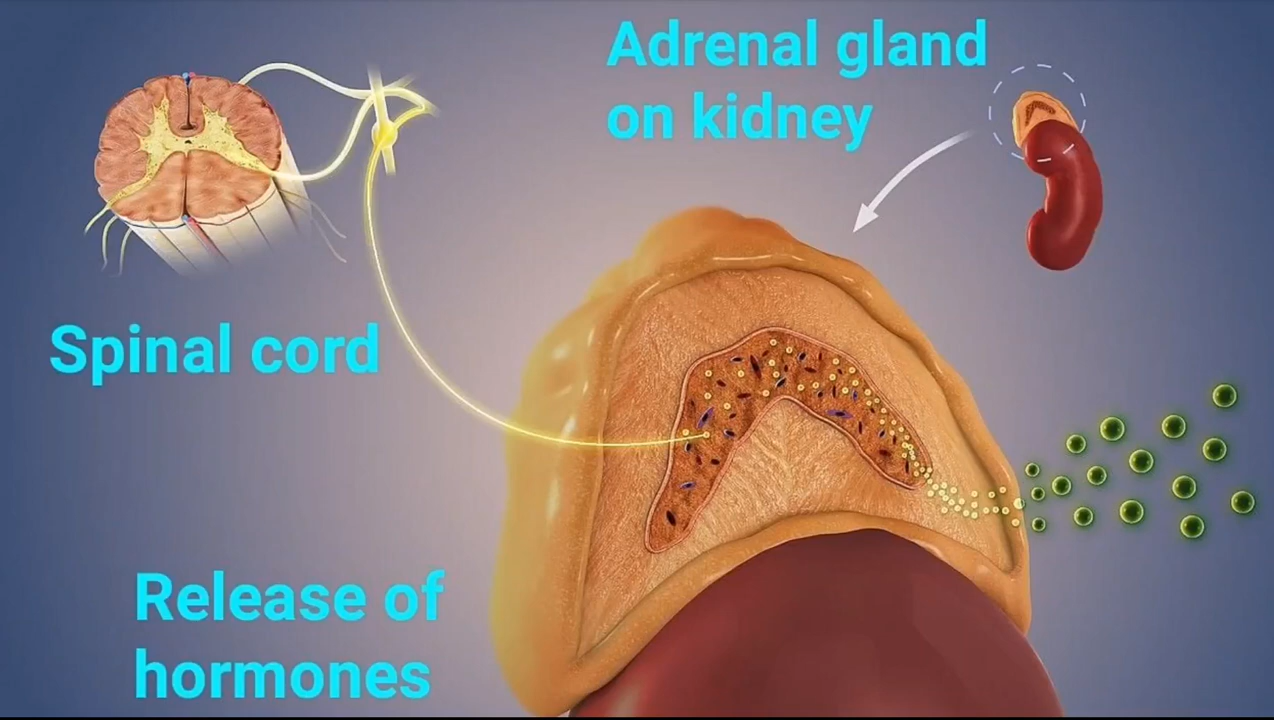 Adrenal gland
on kidney
Spinal cord
Release of
hormones